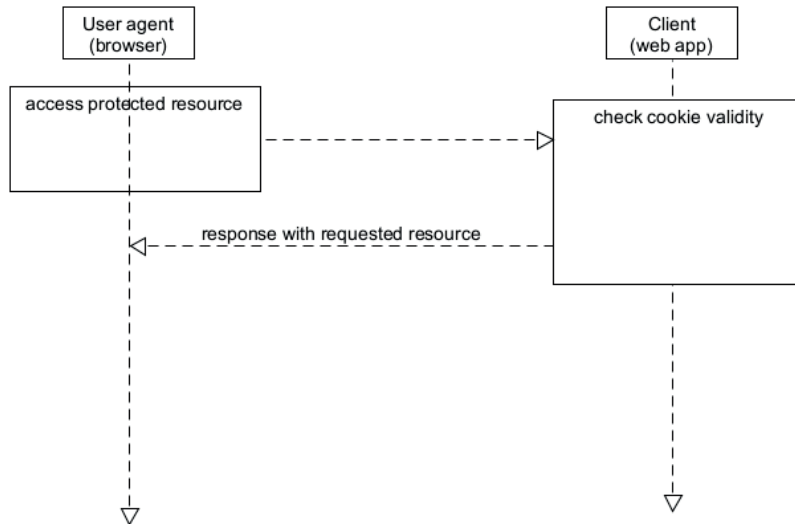 User agent
(browser)
Client
(web app)
access protected resource
check cookie validity
response with requested resource